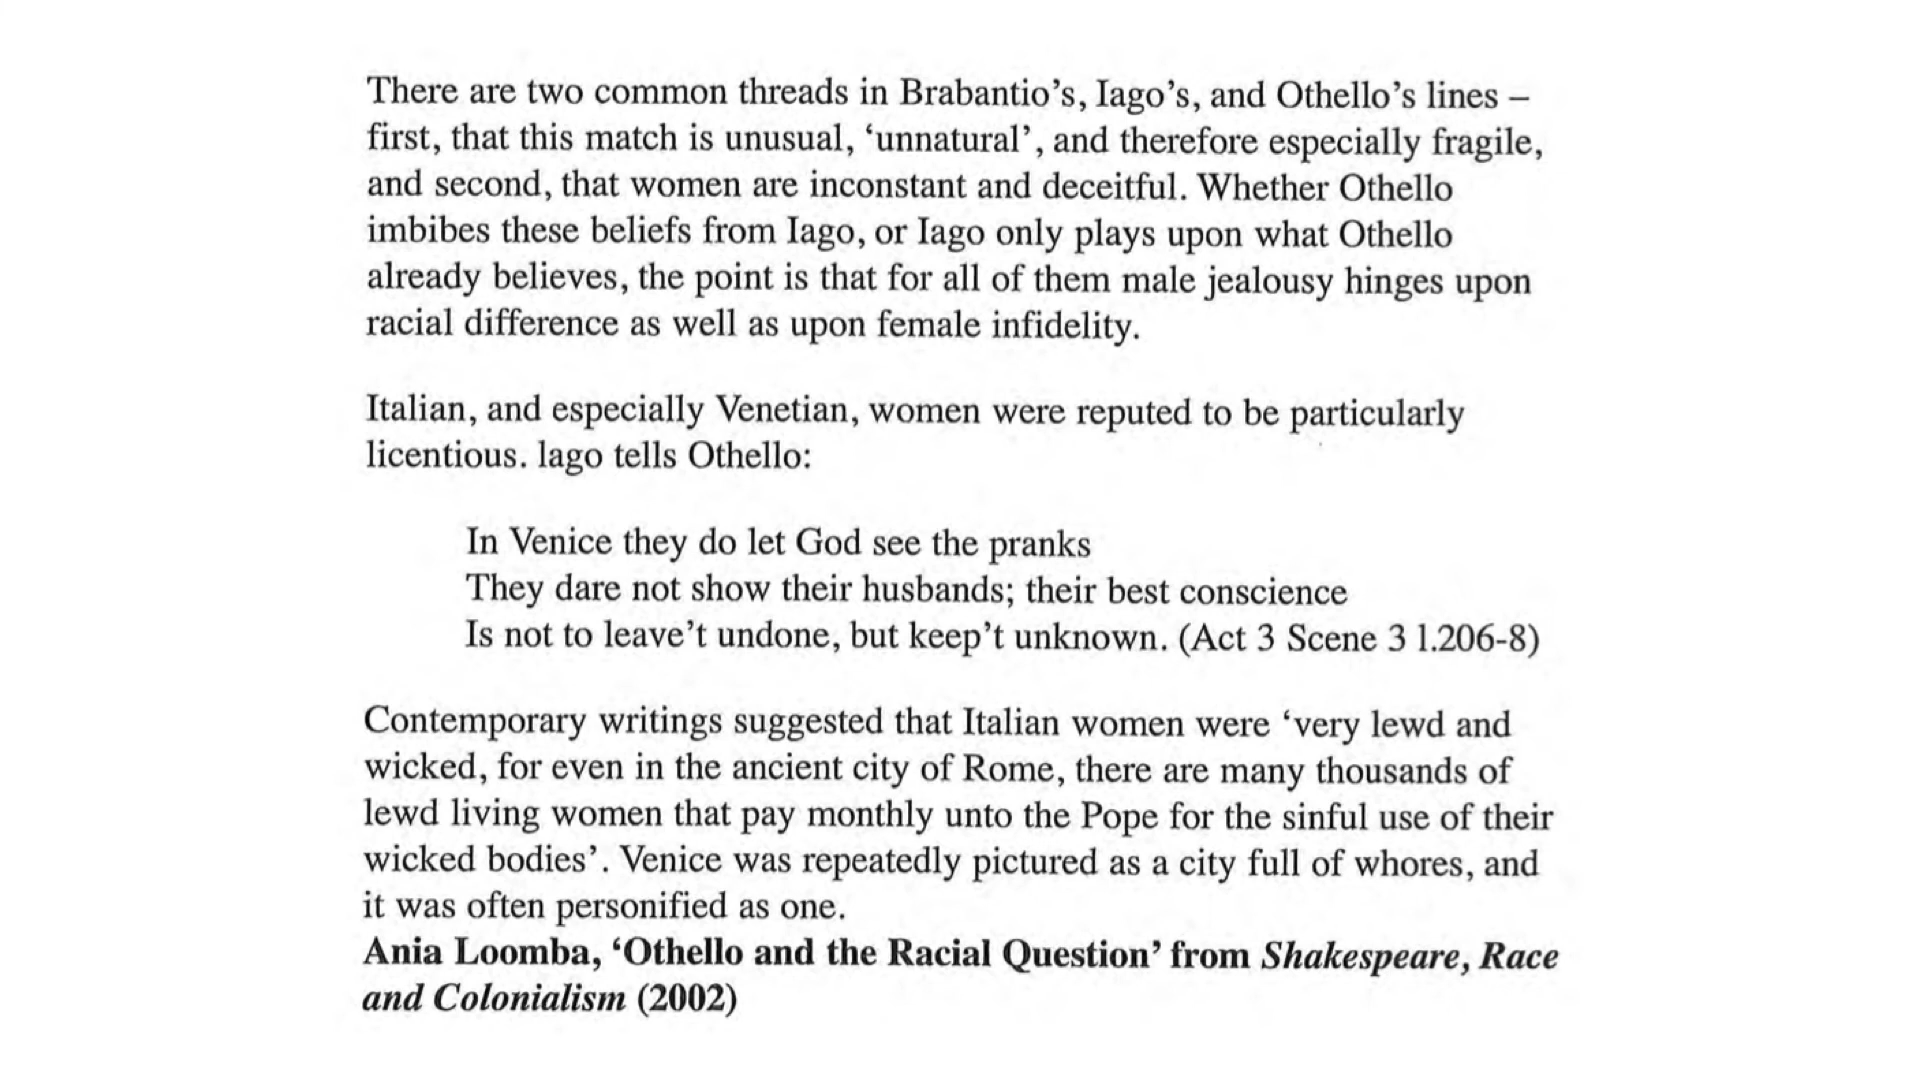 There are two common threads in Brabantio’s, Iago’s, and Othello’s lines –
first, that this match is unusual, ‘unnatural’, and therefore especially fragile,
and second, that women are inconstant and deceitful. Whether Othello
imbibes these beliefs from Iago, or Iago only plays upon what Othello
already believes, the point is that for all of them male jealousy hinges upon
racial difference as well as upon female infidelity.
Italian, and especially Venetian, women were reputed to be particularly
licentious. Iago tells Othello:
In Venice they do let God see the pranks
They dare not show their husbands; their best conscience
Is not to leave’t undone, but keep’t unknown. (Act 3 Scene 3 l.206-8)
Contemporary writings suggested that Italian women were ‘very lewd and
wicked, for even in the ancient city of Rome, there are many thousands of
lewd living women that pay monthly unto the Pope for the sinful use of their
wicked bodies’. Venice was repeatedly pictured as a city full of whores, and
it was often personified as one.
Ania Loomba, ‘Othello and the Racial Question’ from Shakespeare, Race
and Colonialism (2002)